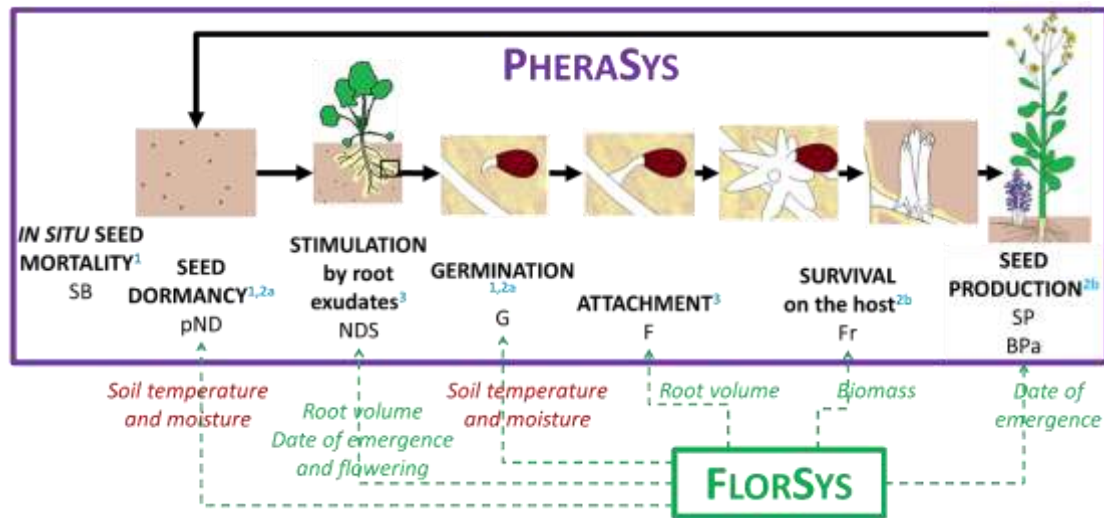 PHERASYS
IN SITU SEED
MORTALITY1
SB
SEED
DORMANCY1,2a
pND
STIMULATION
by root
exudates3
NDS
GERMINATION
1,2a
G
ATTACHMENT3
F
SURVIVAL
on the host2b
Fr
SEED
PRODUCTION2b
SP
BPa
Soil temperature
and moisture
Root volume
Date of emergence
and flowering
Soil temperature
and moisture
Root volume
Biomass
Date of
emergence
FLORSYS